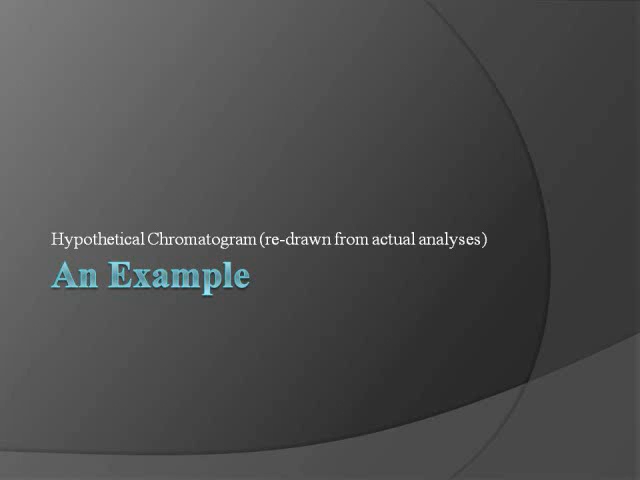 Hypothetical Chromatogram (re-drawn from actual analyses)
An Example